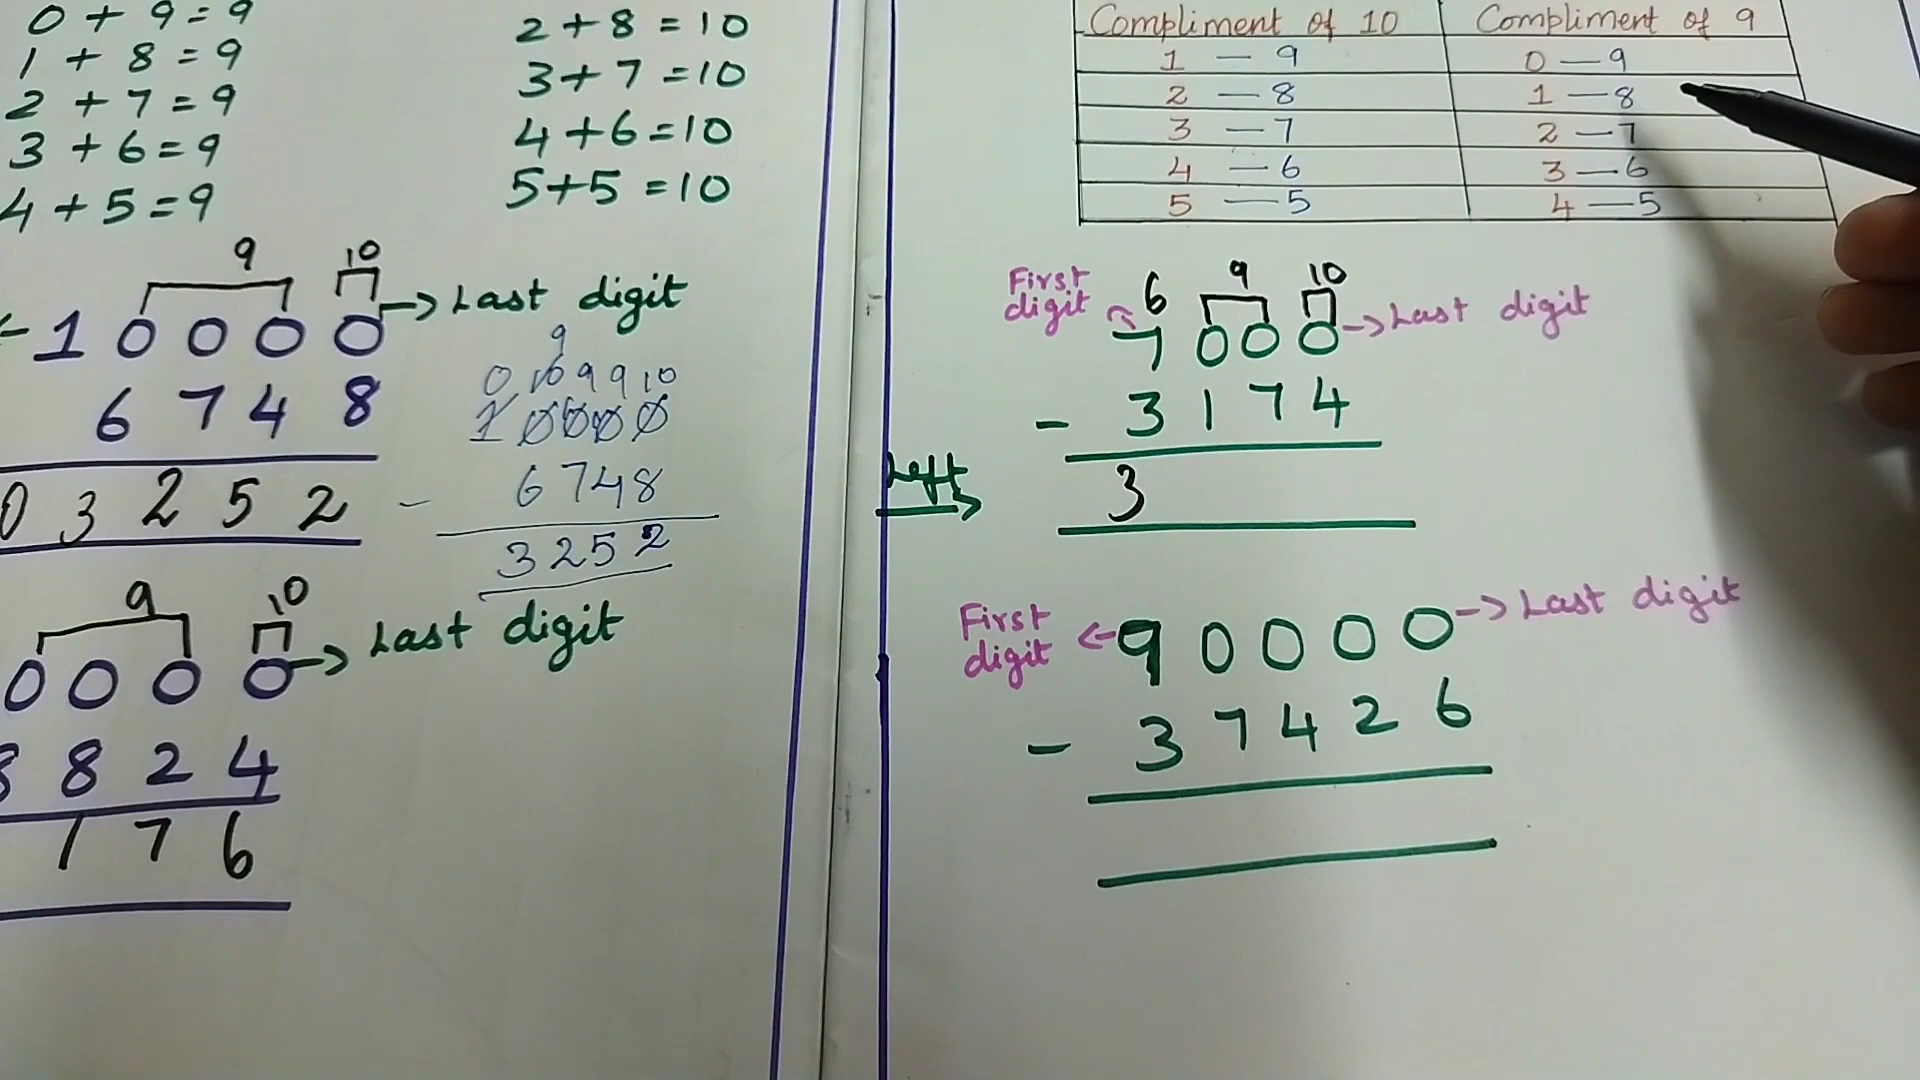 0 + 9 = 9
1 + 8 = 9
2 + 7 = 9
3 + 6 = 9
4 + 5 = 9
2 + 8 = 10
3 + 7 = 10
4 + 6 = 10
5 + 5 = 10
9 10
1 0 0 0 0 → Last digit
6 7 4 8
0 3 2 5 2
9
0 10 9 9 10
1 0 0 0 0
- 6 7 4 8
3 2 5 2
9 10
0 0 0 0 → Last digit
8 8 2 4
1 7 6
Compliment of 10 Compliment of 9
1 — 9 0 — 9
2 — 8 1 — 8
3 — 7 2 — 7
4 — 6 3 — 6
5 — 5 4 — 5
First digit 6 9 10
7 0 0 0 → Last digit
- 3 1 7 4
Left →
3
First digit ← 9 0 0 0 0 → Last digit
- 3 7 4 2 6